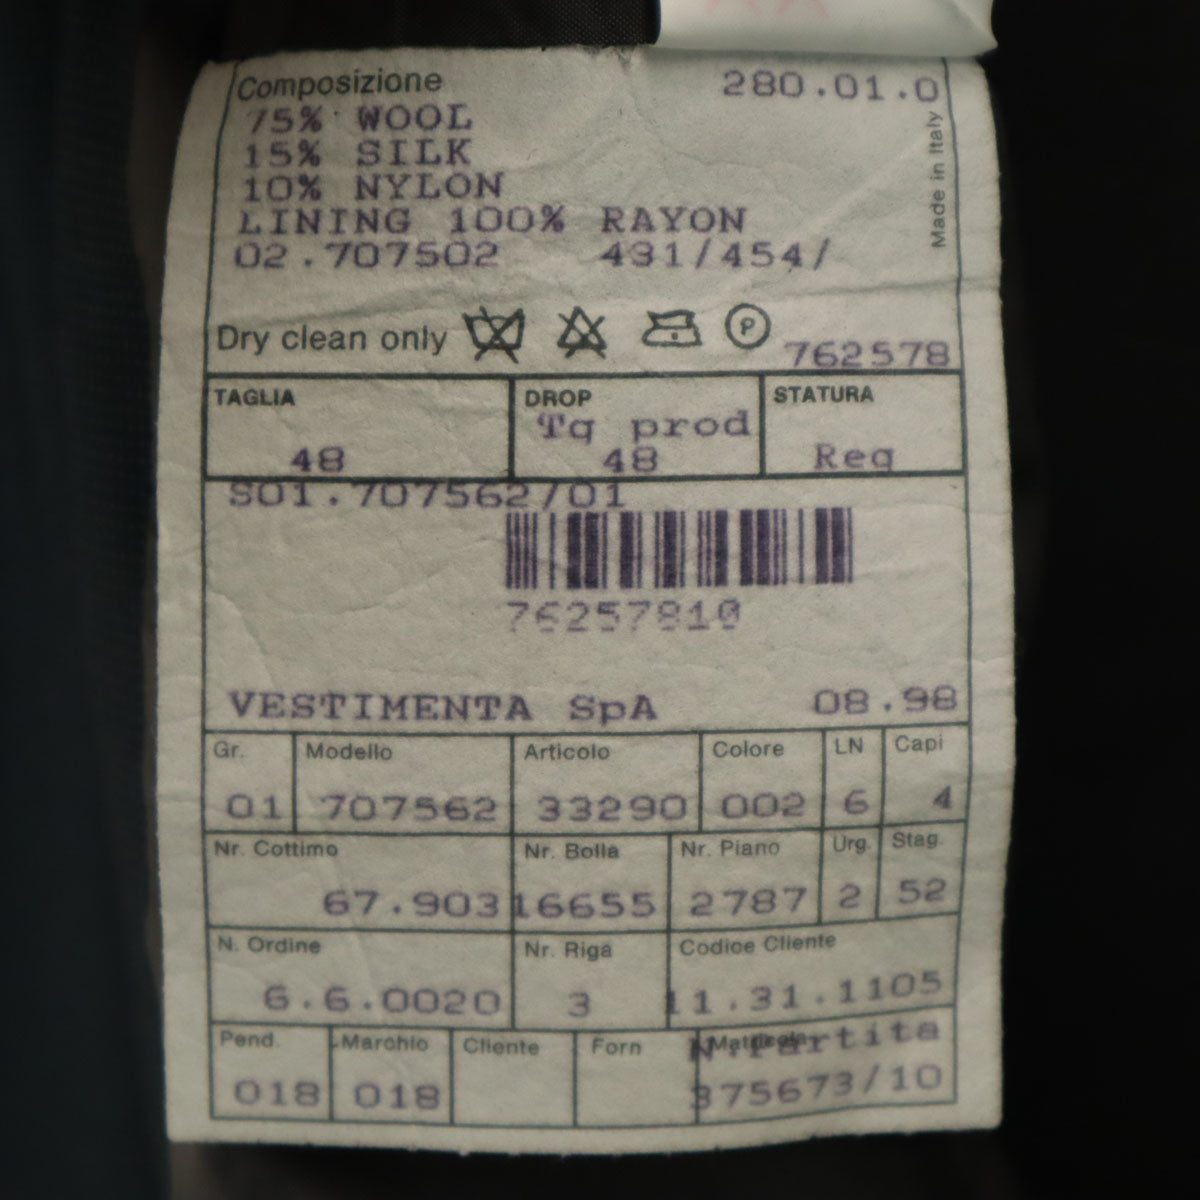 Composizione 280.01.0
75% WOOL
15% SILK
10% NYLON
LINING 100% RAYON
02.707502 431/454/
Made in Italy
Dry clean only P 762578
TAGLIA DROP STATURA
Tg prod
48 48 Reg
S01.707562/01
76257810
VESTIMENTA SpA 08.98
Gr. Modello Articolo Colore LN Capi
01 707562 33290 002 6 4
Nr. Cottimo Nr. Bolla Nr. Piano Urg. Stag.
67.903 16655 2787 2 52
N. Ordine Nr. Riga Codice Cliente
6.6.0020 3 11.31.1105
Pend. Marchio Cliente Forn Matricola
N.Partita
018 018 375673/10